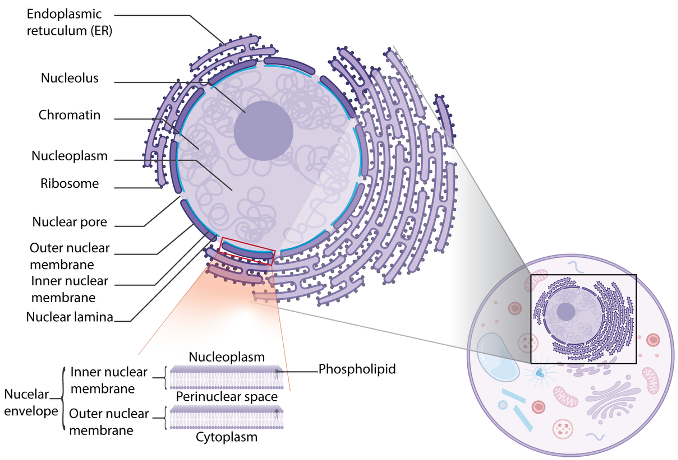 Endoplasmic
retuculum (ER)
Nucleolus
Chromatin
Nucleoplasm
Ribosome
Nuclear pore
Outer nuclear
membrane
Inner nuclear
membrane
Nuclear lamina
Nucelar
envelope
Inner nuclear
membrane
Outer nuclear
membrane
Nucleoplasm
Phospholipid
Perinuclear space
Cytoplasm